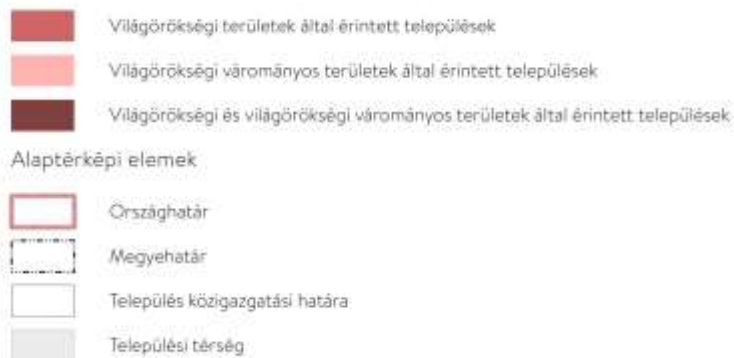 Világörökségi területek által érintett települések
Világörökségi várományos területek által érintett települések
Világörökségi és világörökségi várományos területek által érintett települések
Alaptérképi elemek
Országhatár
Megyehatár
Település közigazgatási határa
Települési térség